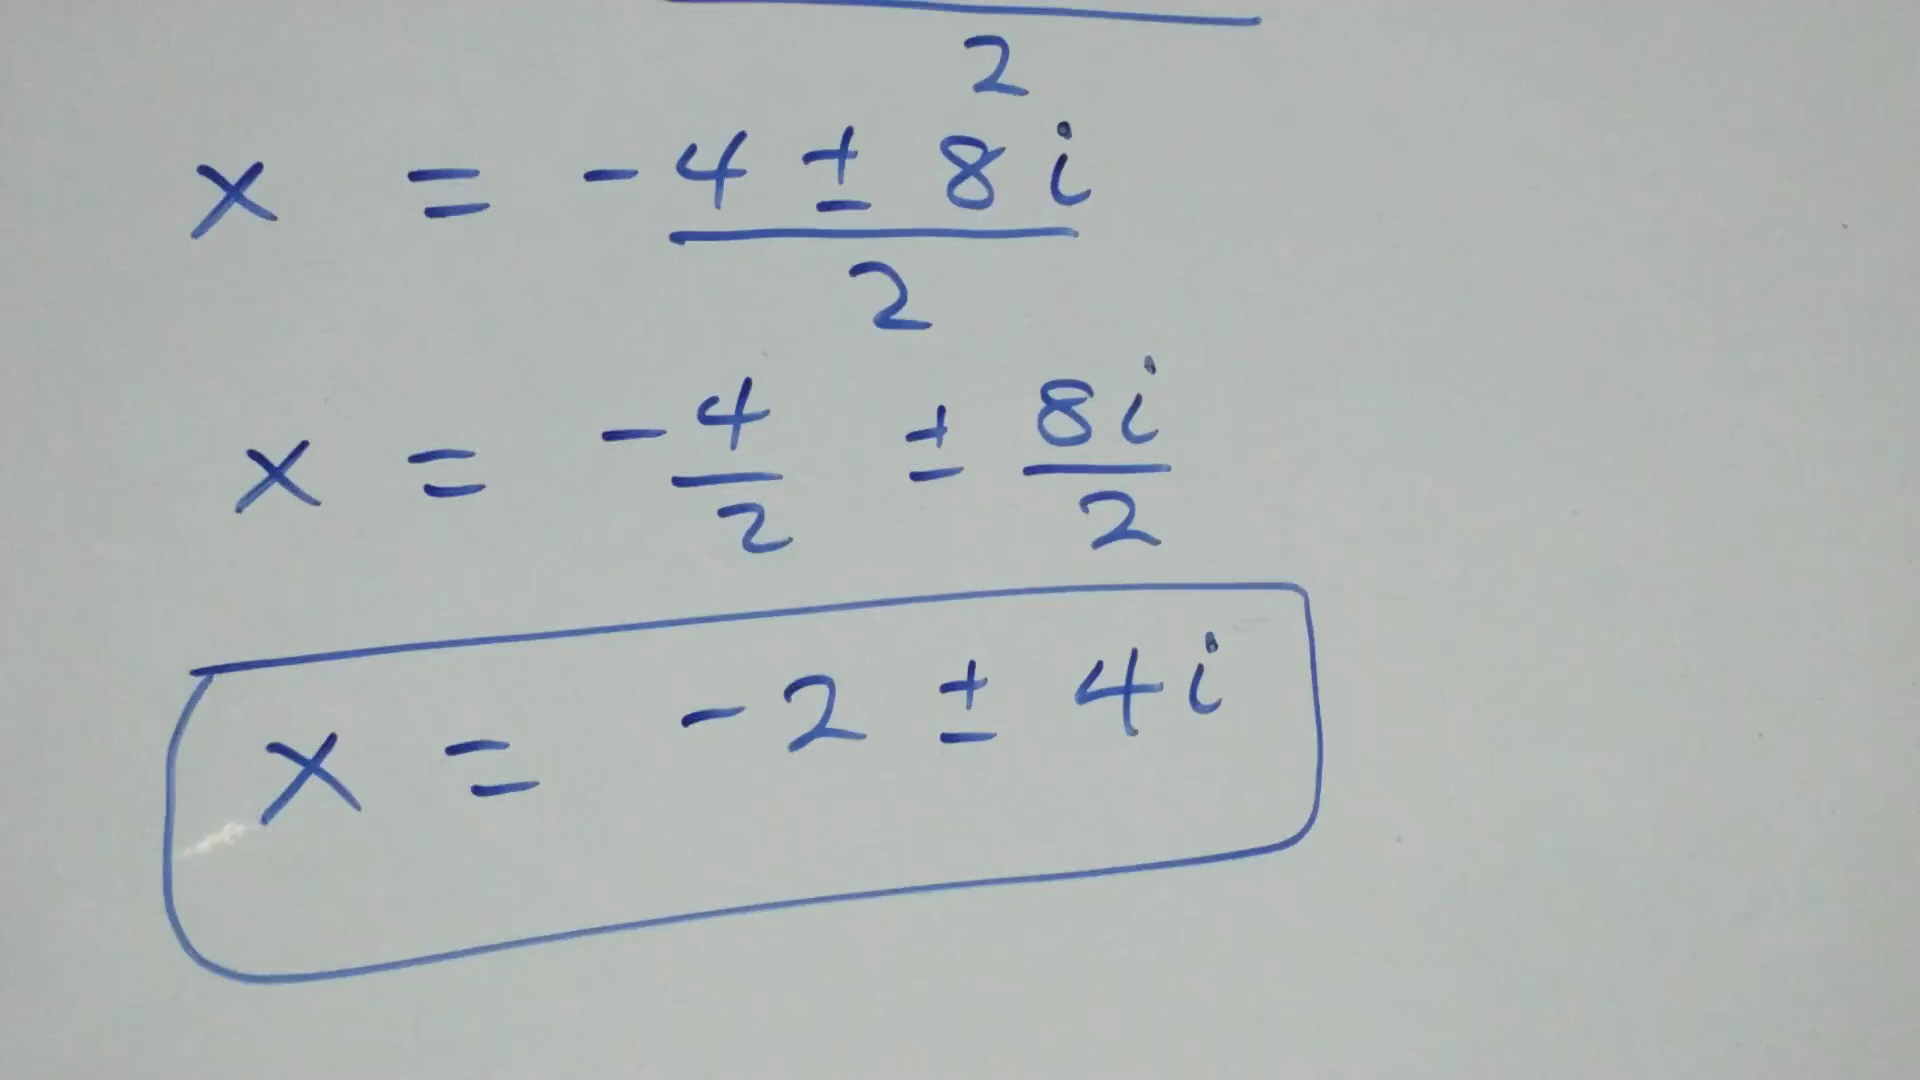 2
x = -4 ± 8i
2
x = -4/2 ± 8i/2
x = -2 ± 4i